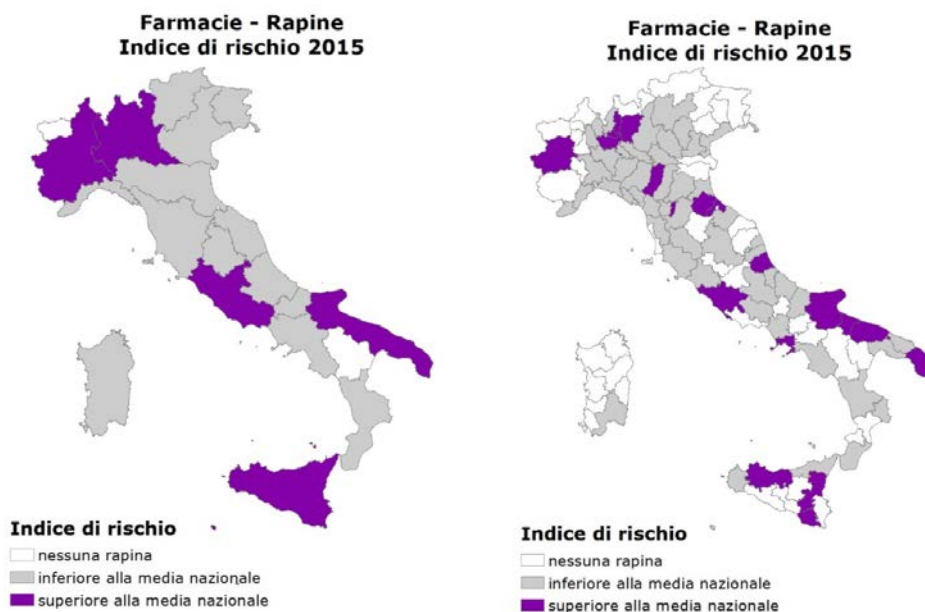 Farmacie - Rapine
Indice di rischio 2015
Indice di rischio
nessuna rapina
inferiore alla media nazionale
superiore alla media nazionale
Farmacie - Rapine
Indice di rischio 2015
Indice di rischio
nessuna rapina
inferiore alla media nazionale
superiore alla media nazionale